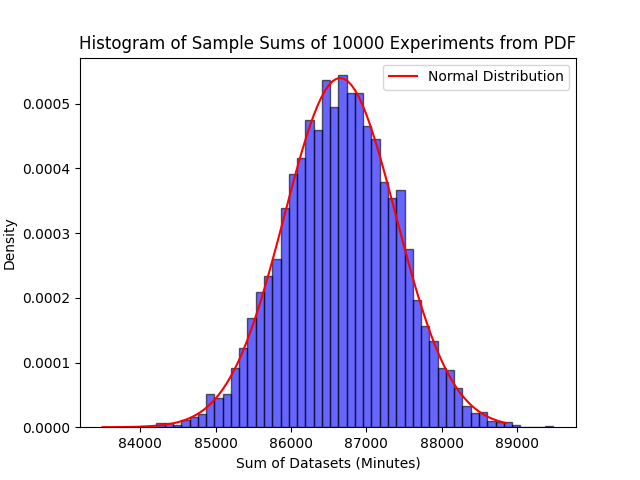 Histogram of Sample Sums of 10000 Experiments from PDF
Normal Distribution
Density
0.0005
0.0004
0.0003
0.0002
0.0001
0.0000
84000 85000 86000 87000 88000 89000
Sum of Datasets (Minutes)